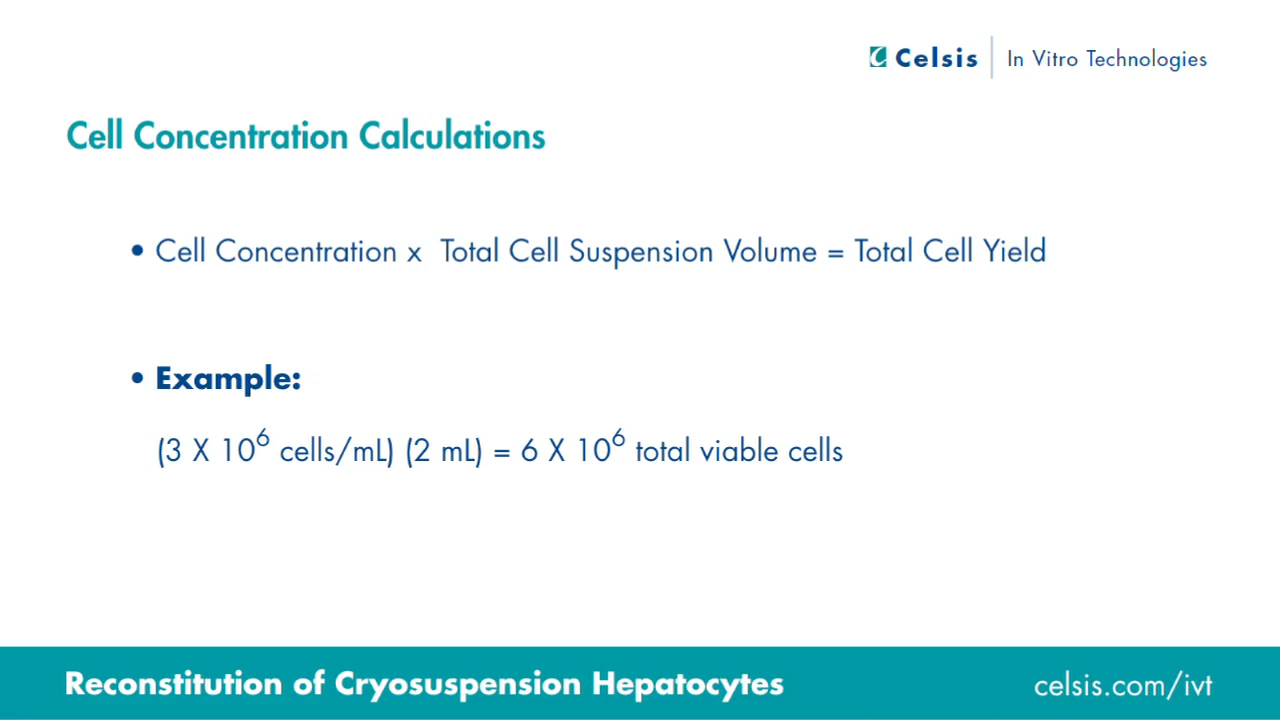 Celsis In Vitro Technologies
Cell Concentration Calculations
• Cell Concentration x Total Cell Suspension Volume = Total Cell Yield
• Example:
(3 X 10⁶ cells/mL) (2 mL) = 6 X 10⁶ total viable cells
Reconstitution of Cryosuspension Hepatocytes
celsis.com/ivt